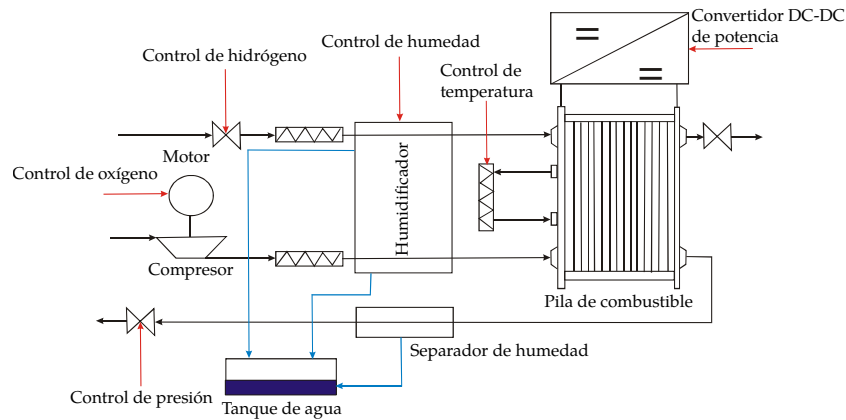 Convertidor DC-DC
de potencia
Control de humedad
Control de hidrógeno
Control de
temperatura
Motor
Control de oxígeno
Humidificador
Compresor
Pila de combustible
Separador de humedad
Control de presión
Tanque de agua